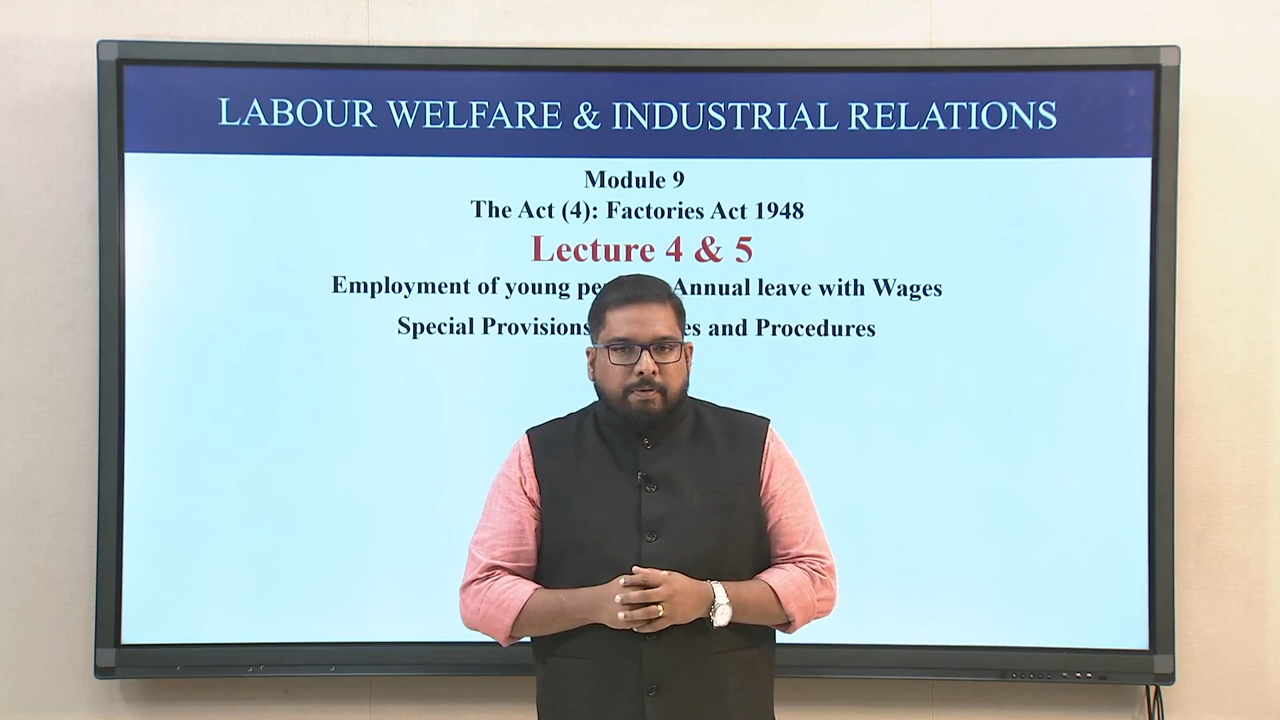 LABOUR WELFARE & INDUSTRIAL RELATIONS
Module 9
The Act (4): Factories Act 1948
Lecture 4 & 5
Employment of young Annual leave with Wages
Special Provisions and Procedures